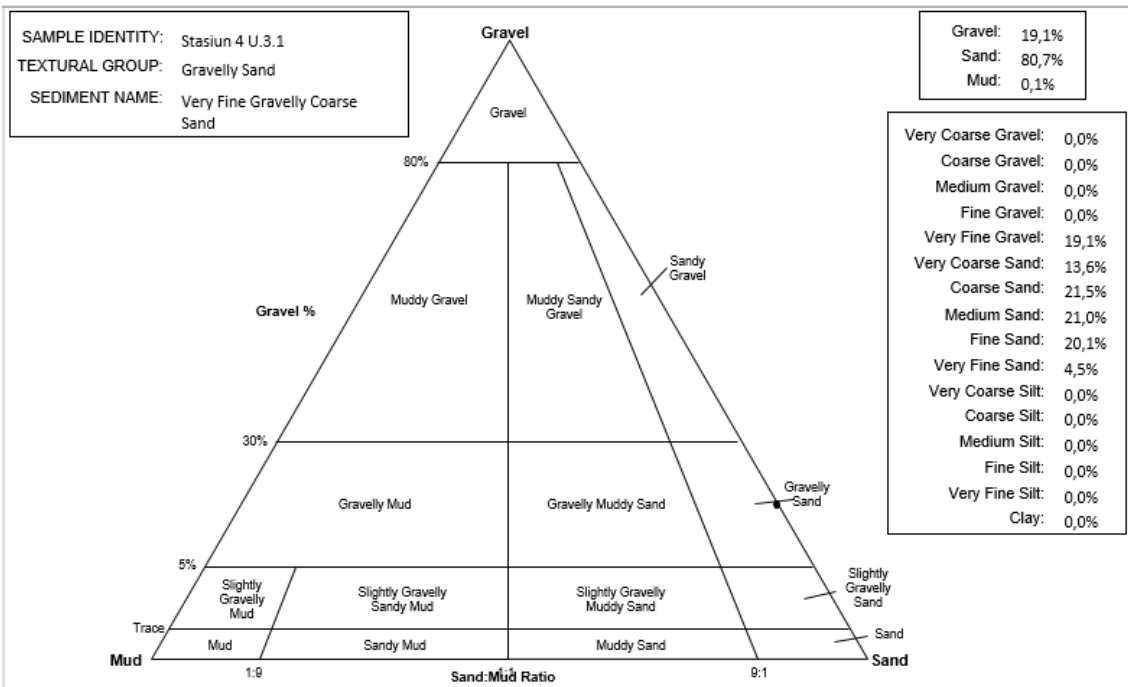 SAMPLE IDENTITY: Stasiun 4 U.3.1
TEXTURAL GROUP: Gravelly Sand
SEDIMENT NAME: Very Fine Gravelly Coarse
Sand
Gravel: 19,1%
Sand: 80,7%
Mud: 0,1%
Very Coarse Gravel: 0,0%
Coarse Gravel: 0,0%
Medium Gravel: 0,0%
Fine Gravel: 0,0%
Very Fine Gravel: 19,1%
Very Coarse Sand: 13,6%
Coarse Sand: 21,5%
Medium Sand: 21,0%
Fine Sand: 20,1%
Very Fine Sand: 4,5%
Very Coarse Silt: 0,0%
Coarse Silt: 0,0%
Medium Silt: 0,0%
Fine Silt: 0,0%
Very Fine Silt: 0,0%
Clay: 0,0%
Gravel
Gravel
80%
Sandy
Gravel
Muddy Gravel
Muddy Sandy
Gravel
Gravel %
30%
Gravelly Mud
Gravelly Muddy Sand
Gravelly
Sand
5%
Slightly
Gravelly
Mud
Slightly Gravelly
Sandy Mud
Slightly Gravelly
Muddy Sand
Slightly
Gravelly
Sand
Trace
Mud
Sandy Mud
Muddy Sand
Sand
Mud
Sand
1:9
1:1
9:1
Sand:Mud Ratio